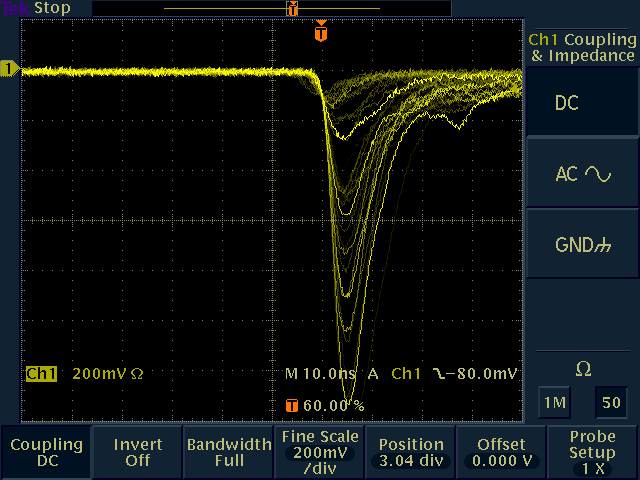 Tek Stop
T
T
1
Ch1 Coupling
& Impedance
DC
AC
GND
Ch1 200mV Ω M 10.0ns A Ch1 −80.0mV
T 60.00 %
Ω
1M 50
Coupling
DC
Invert
Off
Bandwidth
Full
Fine Scale
200mV
/div
Position
3.04 div
Offset
0.000 V
Probe
Setup
1 X